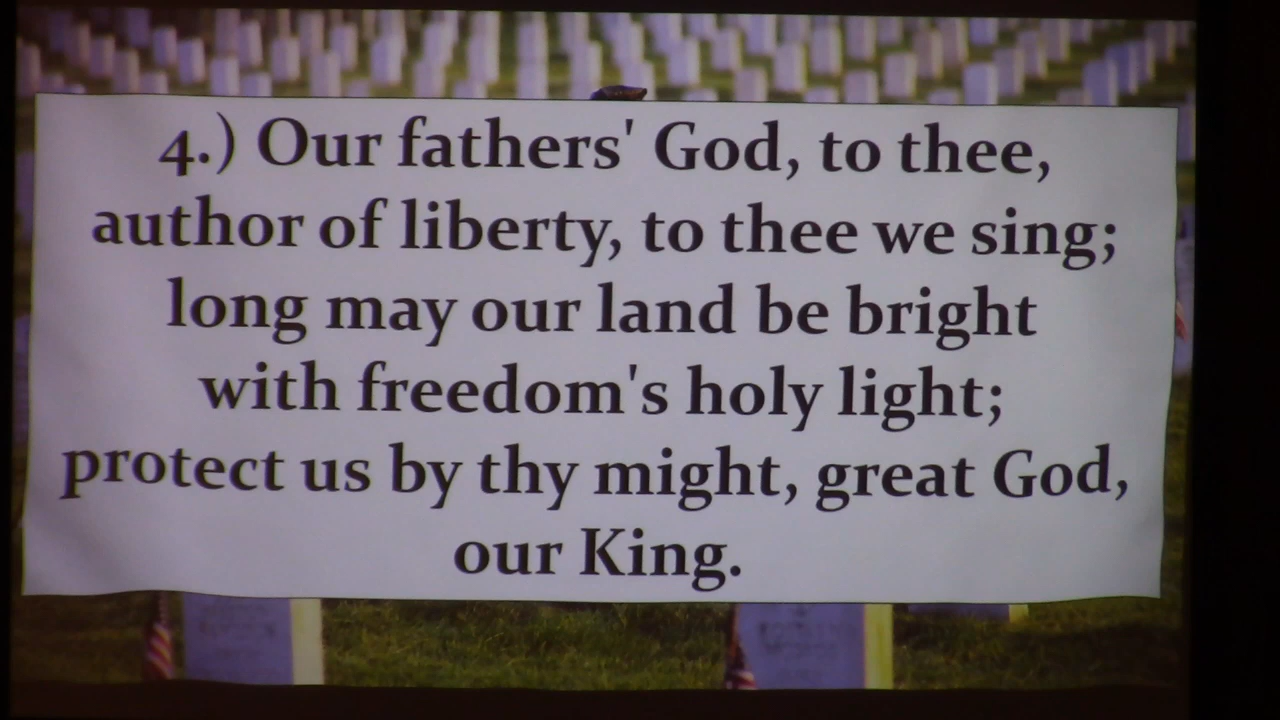 4.) Our fathers' God, to thee,
author of liberty, to thee we sing;
long may our land be bright
with freedom's holy light;
protect us by thy might, great God,
our King.